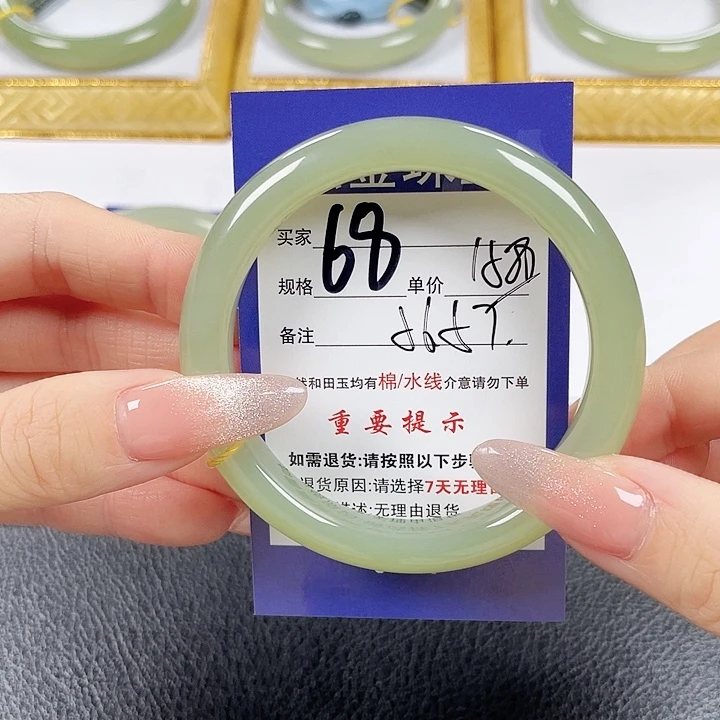 买家
规格 68 单价
备注
和田玉均有棉/水线介意请勿下单
重要提示
如需退货:请按照以下步
退货原因:请选择7天无理由
述:无理由退货